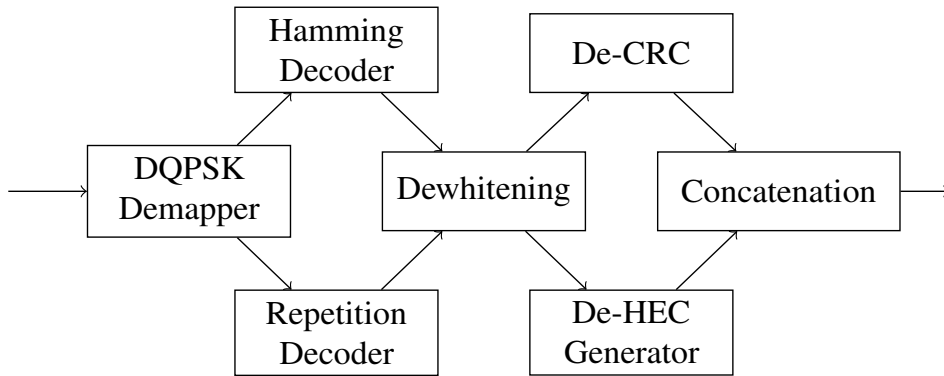 Hamming
Decoder
De-CRC
DQPSK
Demapper
Dewhitening
Concatenation
Repetition
Decoder
De-HEC
Generator